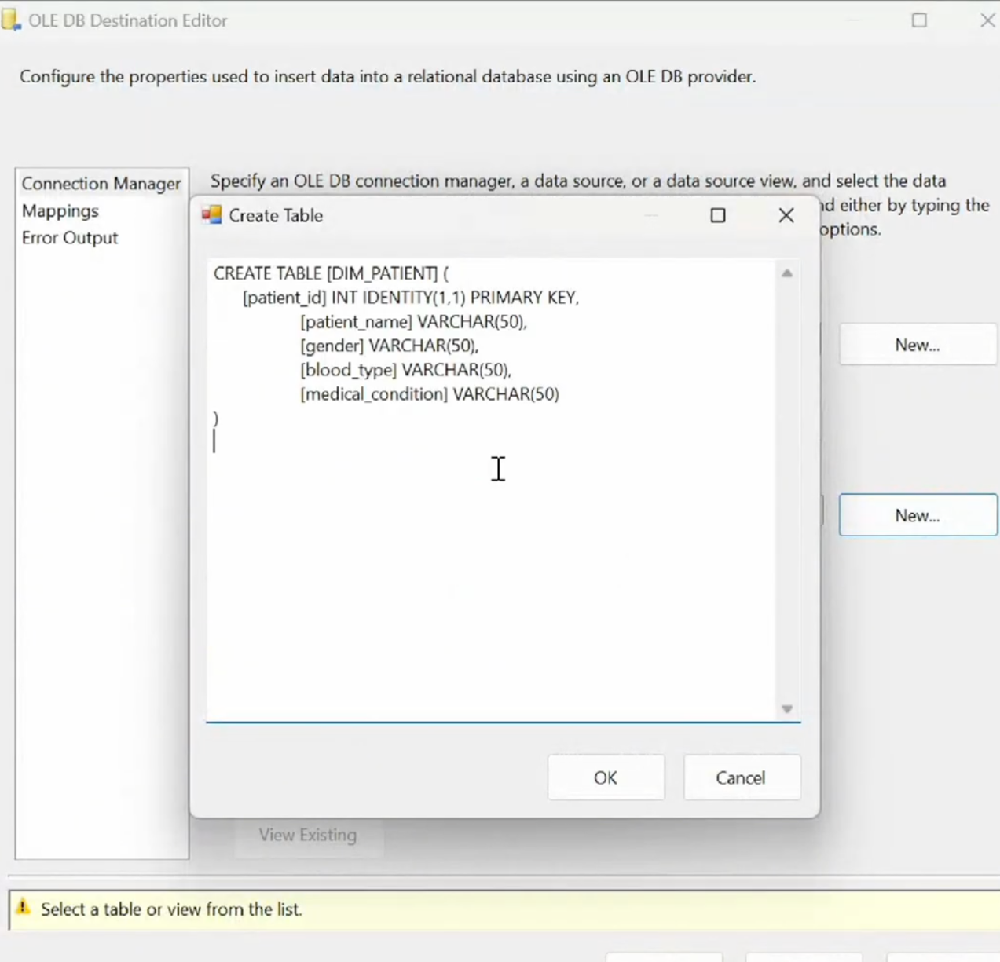 OLE DB Destination Editor
Configure the properties used to insert data into a relational database using an OLE DB provider.
Connection Manager
Mappings
Error Output
Specify an OLE DB connection manager, a data source, or a data source view, and select the data
nd either by typing the
options.
Create Table
CREATE TABLE [DIM_PATIENT] (
[patient_id] INT IDENTITY(1,1) PRIMARY KEY,
[patient_name] VARCHAR(50),
[gender] VARCHAR(50),
[blood_type] VARCHAR(50),
[medical_condition] VARCHAR(50)
)
New...
New...
OK
Cancel
View Existing
Select a table or view from the list.